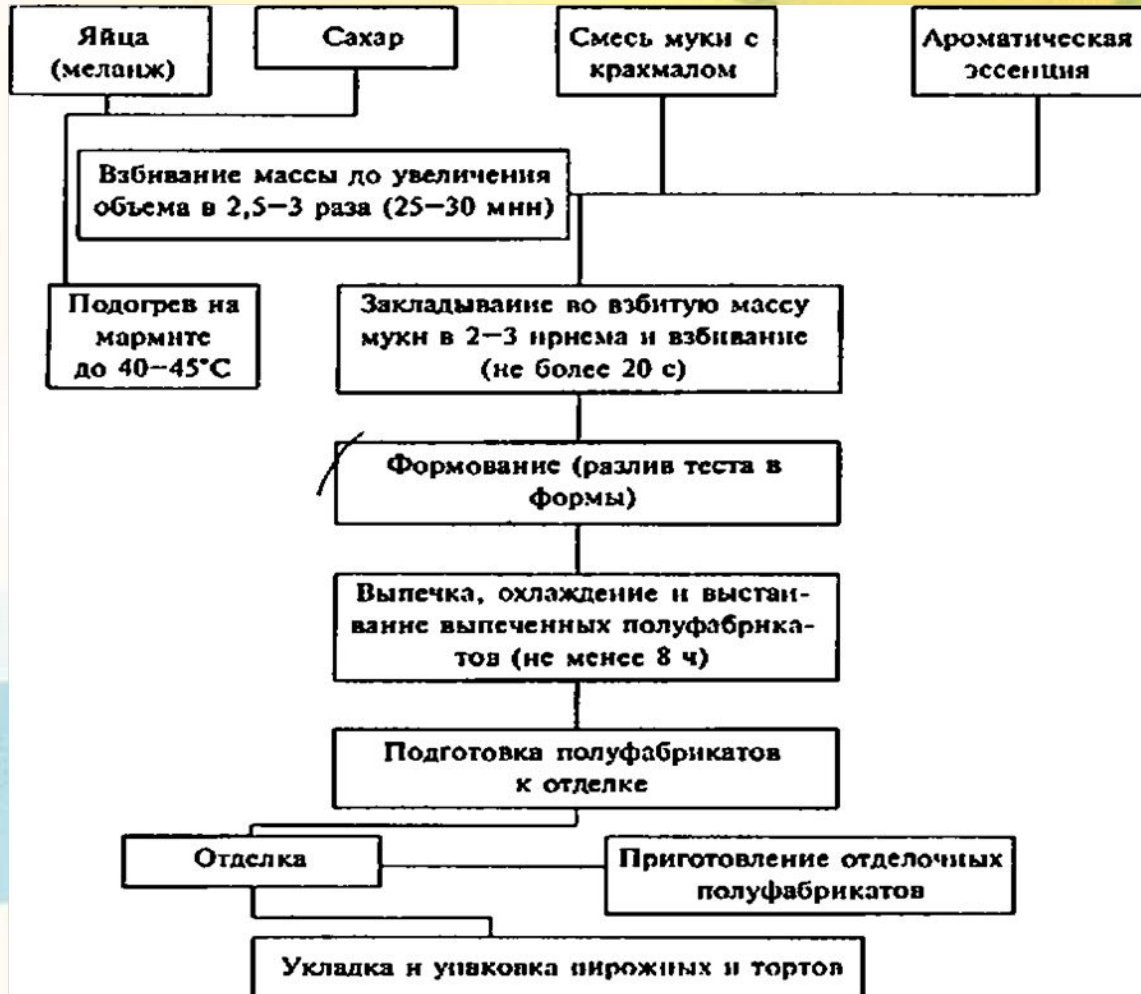 Яйца
(меланж)
Сахар
Смесь муки с
крахмалом
Ароматическая
эссенция
Взбивание массы до увеличения
объема в 2,5—3 раза (25—30 мин)
Подогрев на
мармите
до 40—45°С
Закладывание во взбитую массу
муки в 2—3 приема и взбивание
(не более 20 с)
Формование (разлив теста в
формы)
Выпечка, охлаждение и выстаи-
вание выпеченных полуфабрика-
тов (не менее 8 ч)
Подготовка полуфабрикатов
к отделке
Отделка
Приготовление отделочных
полуфабрикатов
Укладка и упаковка пирожных и тортов